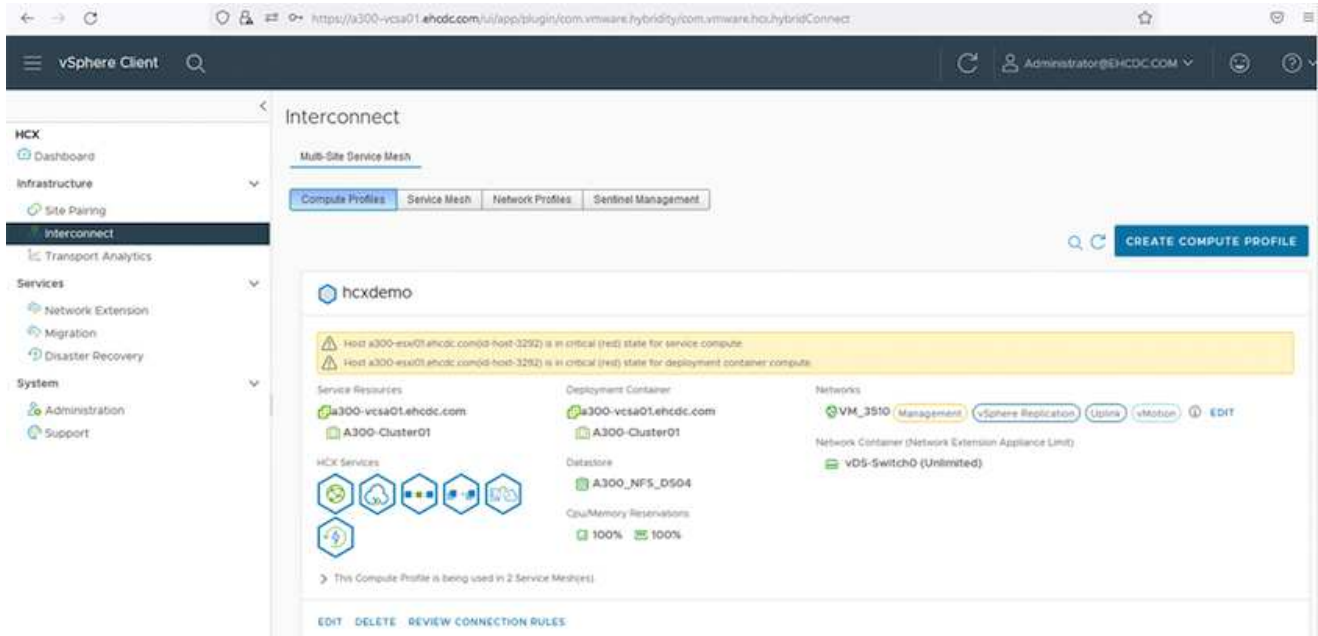 https://a300-vcsa01.ehcdc.com/ui/app/plugin/com.vmware.hybridity/com.vmware.hcx.hybridConnect
vSphere Client
Administrator@EHCDC.COM
HCX
Dashboard
Infrastructure
Site Pairing
Interconnect
Transport Analytics
Services
Network Extension
Migration
Disaster Recovery
System
Administration
Support
Interconnect
Multi-Site Service Mesh
Compute Profiles
Service Mesh
Network Profiles
Sentinel Management
CREATE COMPUTE PROFILE
hcxdemo
Host a300-esxi01.ehcdc.com(id-host-3292) is in critical (red) state for service compute.
Host a300-esxi01.ehcdc.com(id-host-3292) is in critical (red) state for deployment container compute.
Service Resources
a300-vcsa01.ehcdc.com
A300-Cluster01
HCX Services
Deployment Container
a300-vcsa01.ehcdc.com
A300-Cluster01
Datastore
A300_NFS_DS04
Cpu/Memory Reservations
100% 100%
Networks
VM_3510 Management vSphere Replication Uplink vMotion EDIT
Network Container (Network Extension Appliance Limit)
vDS-Switch0 (Unlimited)
This Compute Profile is being used in 2 Service Mesh(es).
EDIT DELETE REVIEW CONNECTION RULES